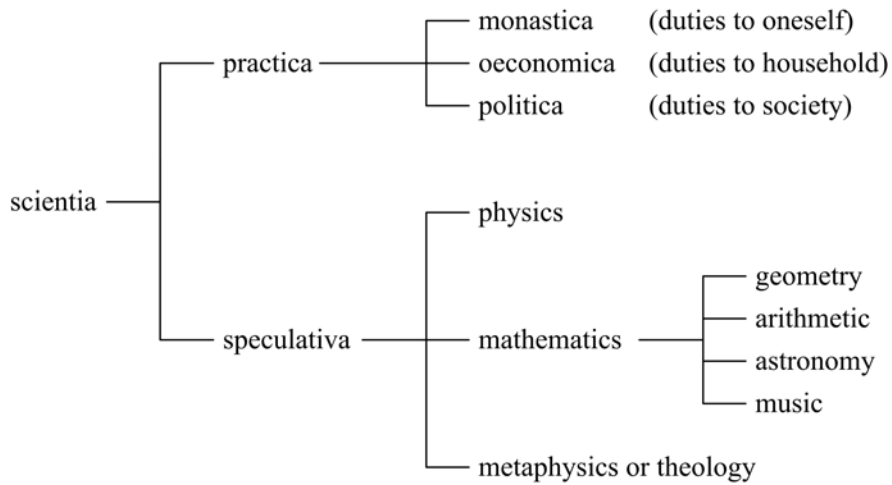 monastica (duties to oneself)
practica oeconomica (duties to household)
politica (duties to society)
scientia
physics
geometry
arithmetic
speculativa mathematics
astronomy
music
metaphysics or theology